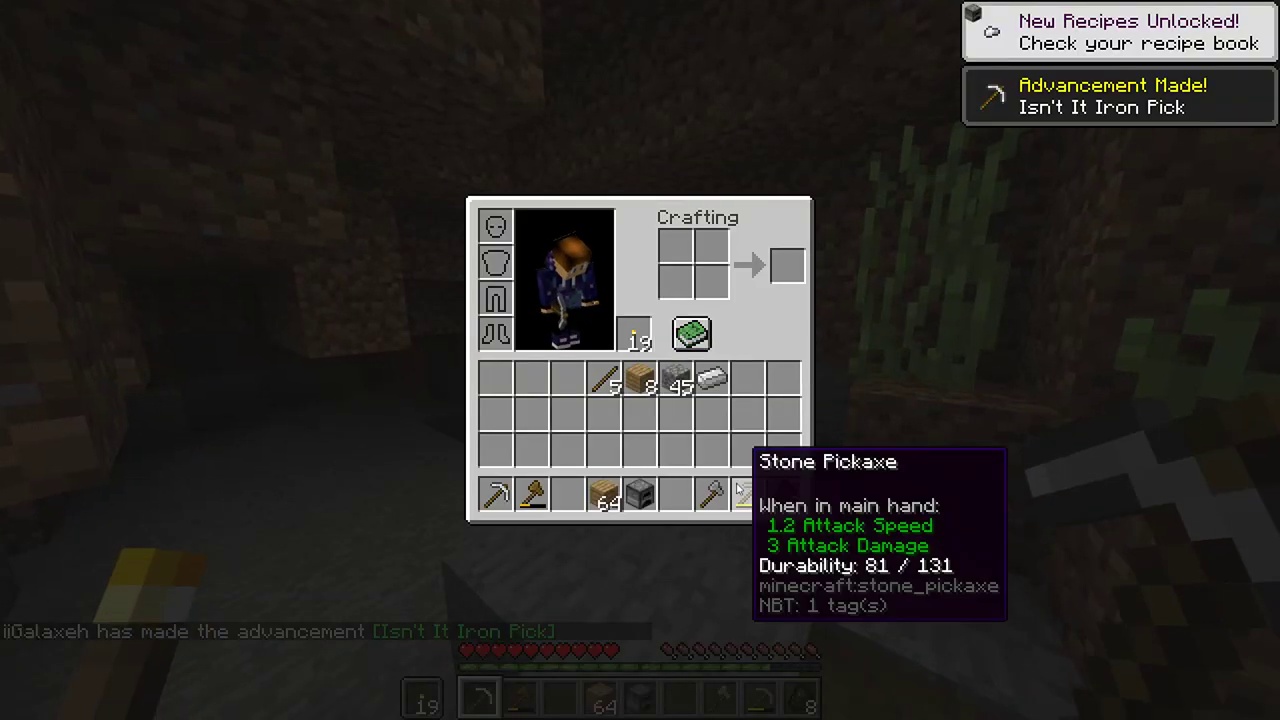 New Recipes Unlocked!
Check your recipe book
Advancement Made!
Isn't It Iron Pick
Crafting
19
5
8
45
64
Stone Pickaxe
When in main hand:
1.2 Attack Speed
3 Attack Damage
Durability: 81 / 131
minecraft:stone_pickaxe
NBT: 1 tag(s)
iiGalaxeh has made the advancement [Isn't It Iron Pick]
19
64
8